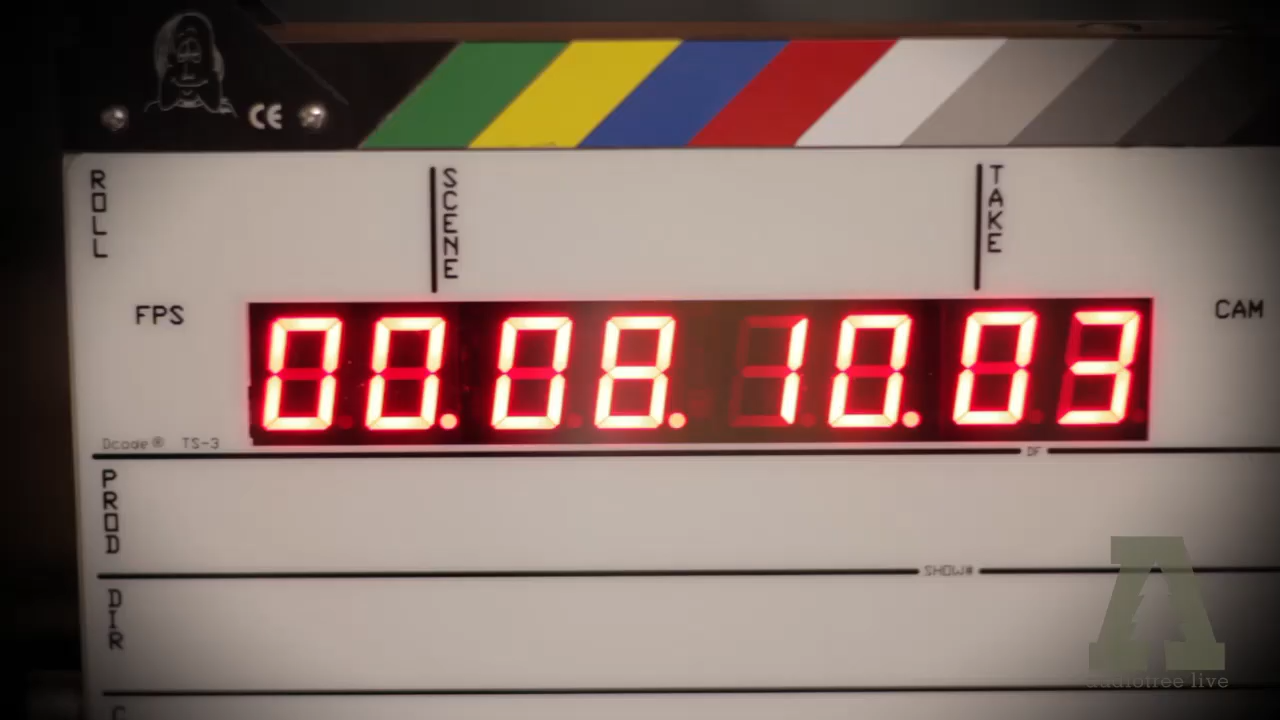 CE
ROLL
SCENE
TAKE
FPS
00.08.10.03
CAM
Dcode® TS-3
DF
PROD
SHOW#
DIR
audiotree live